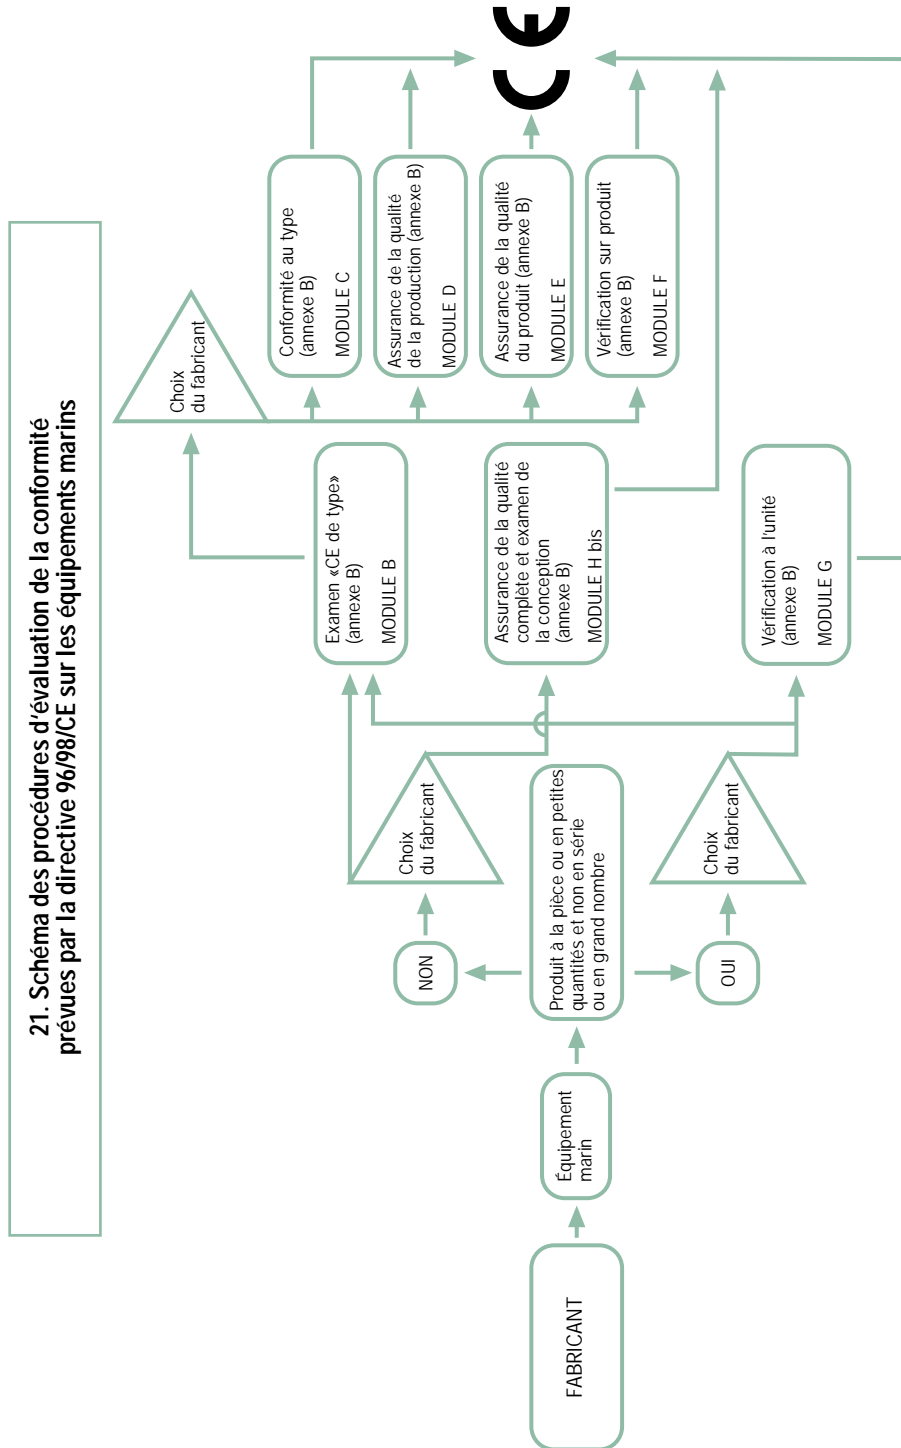 21. Schéma des procédures d'évaluation de la conformité
prévues par la directive 96/98/CE sur les équipements marins
FABRICANT
Équipement
marin
Produit à la pièce ou en petites
quantités et non en série
ou en grand nombre
NON
OUI
Choix
du fabricant
Choix
du fabricant
Examen «CE de type»
(annexe B)
MODULE B
Assurance de la qualité
complète et examen de
la conception
(annexe B)
MODULE H bis
Vérification à l'unité
(annexe B)
MODULE G
Choix
du fabricant
Conformité au type
(annexe B)
MODULE C
Assurance de la qualité
de la production (annexe B)
MODULE D
Assurance de la qualité
du produit (annexe B)
MODULE E
Vérification sur produit
(annexe B)
MODULE F
CE